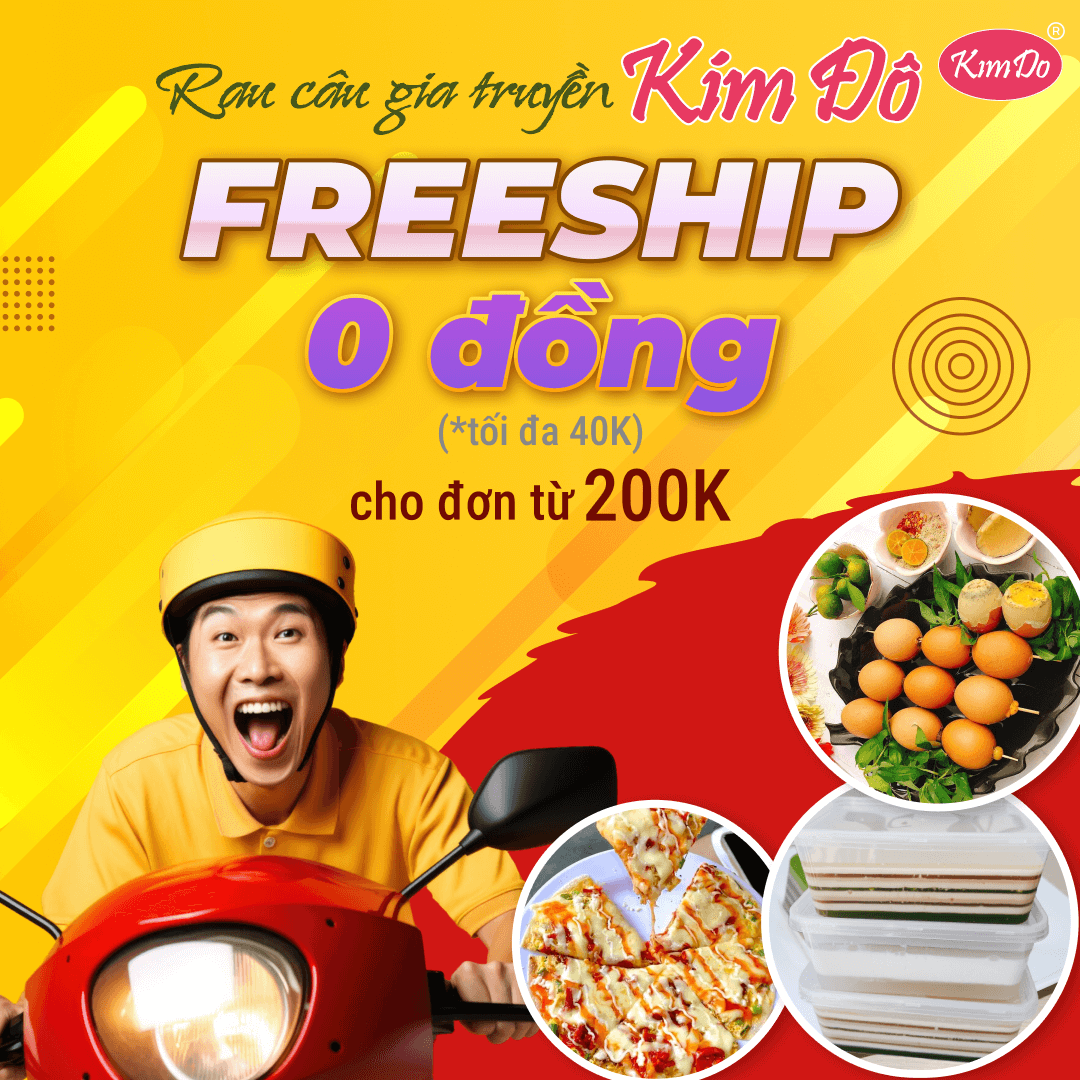 Rau câu gia truyền Kim Đô KIMDO ®
FREESHIP
0 đồng
(*tối đa 40K)
cho đơn từ 200K